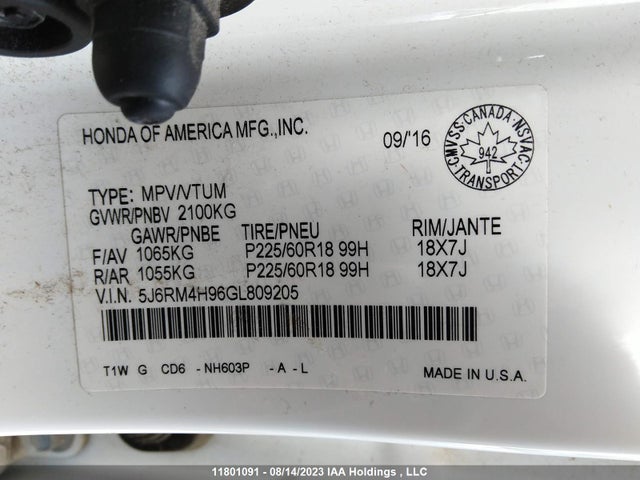 HONDA OF AMERICA MFG.,INC.
09/'16
CMVSS·CANADA·NSVAC
942
·TRANSPORT·
TYPE: MPV/VTUM
GVWR/PNBV 2100KG
GAWR/PNBE TIRE/PNEU RIM/JANTE
F/AV 1065KG P225/60R18 99H 18X7J
R/AR 1055KG P225/60R18 99H 18X7J
V.I.N. 5J6RM4H96GL809205
T1W G CD6 - NH603P - A - L
MADE IN U.S.A.
11801091 - 08/14/2023 IAA Holdings , LLC